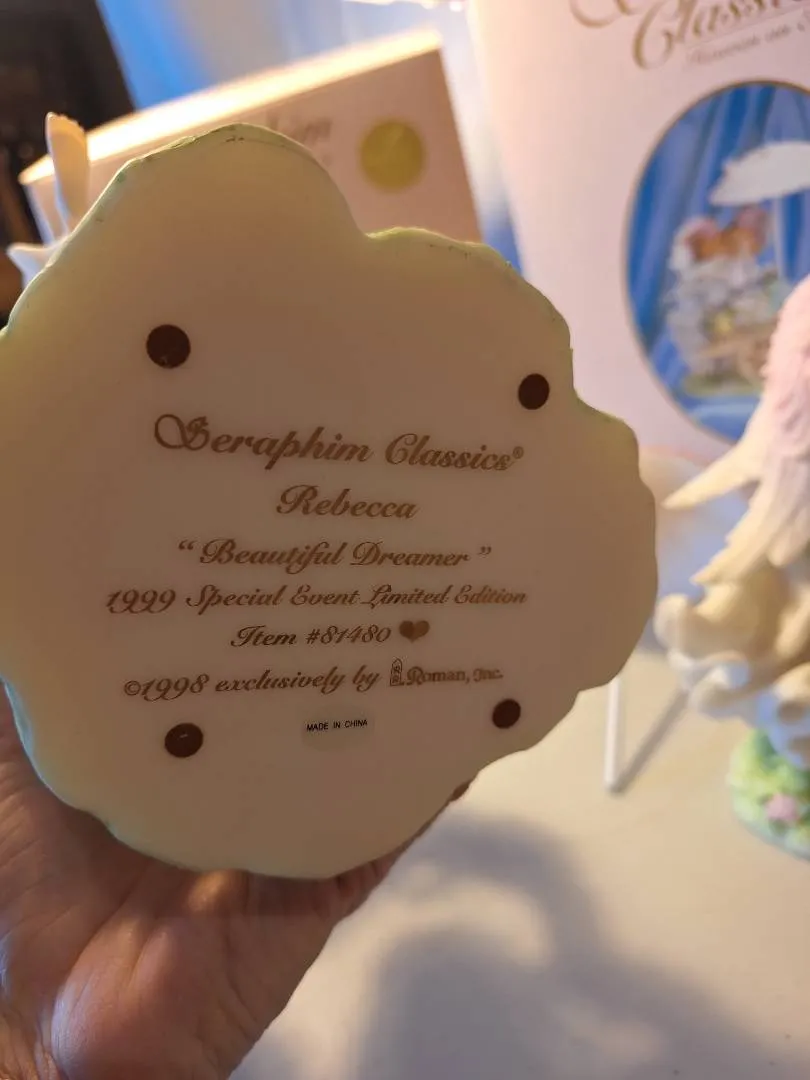 Classics
Seraphim Classics®
Rebecca
“Beautiful Dreamer”
1999 Special Event Limited Edition
Item #81480 ♥
©1998 exclusively by Roman, Inc.
MADE IN CHINA